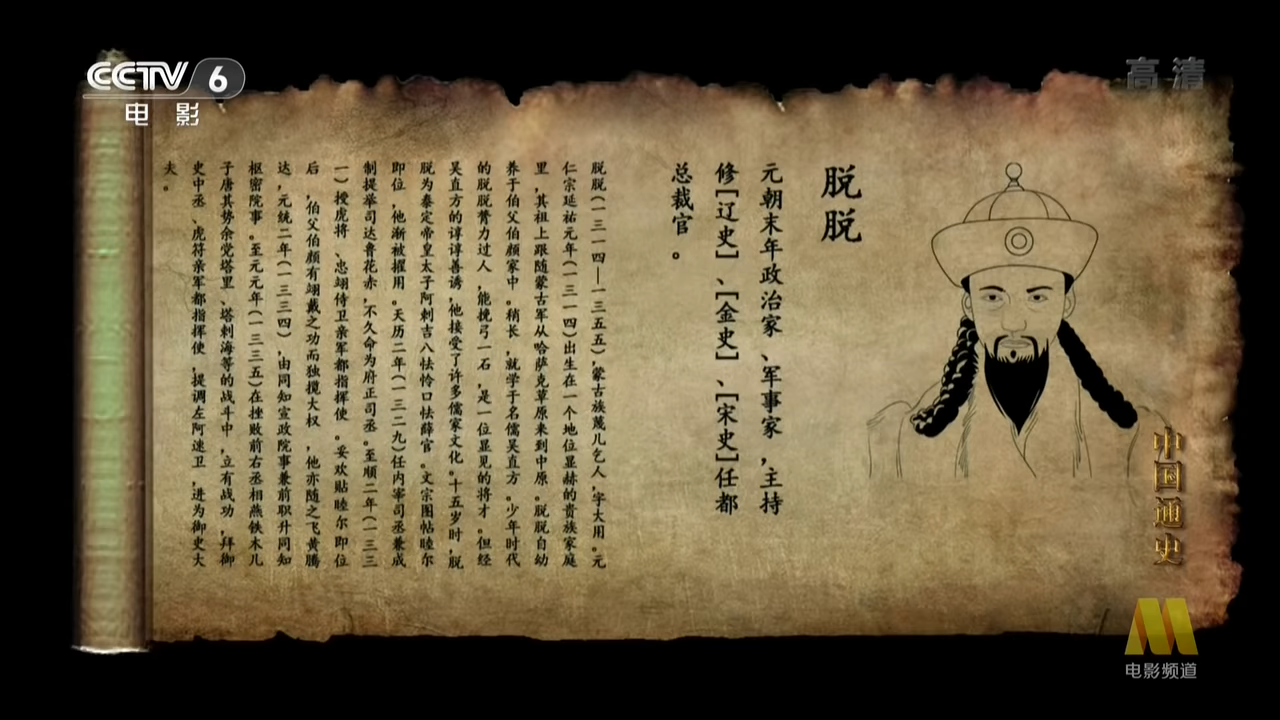 CCTV 6
电影
高清
脱脱
元朝末年政治家、军事家，主持
修[辽史]、[金史]、[宋史]任都
总裁官。
脱脱(一三一四—一三五五)蒙古族蔑儿乞人，字大用。元
仁宗延祐元年(一三一四)出生在一个地位显赫的贵族家庭
里，其祖上跟随蒙古军从哈萨克草原来到中原。脱脱自幼
养于伯父伯颜家中。稍长，就学于名儒吴直方。少年时代
的脱脱膂力过人，能挽弓一石，是一位显见的将才。但经
吴直方的谆谆善诱，他接受了许多儒家文化。十五岁时，脱
脱为泰定帝皇太子阿剌吉八怯怜口怯薛官。文宗图帖睦尔
即位，他渐被擢用。天历二年(一三二九)任内宰司丞兼成
制提举司达鲁花赤，不久命为府正司丞。至顺二年(一三三
一)授虎将、忠翊侍卫亲军都指挥使。妥欢贴睦尔即位
后，伯父伯颜有翊戴之功而独揽大权，他亦随之飞黄腾
达，元统二年(一三三四)，由同知宣政院事兼前职升同知
枢密院事。至元元年(一三三五)在挫败前右丞相燕铁木儿
子唐其势余党塔里、塔剌海等的战斗中，立有战功，拜御
史中丞、虎符亲军都指挥使，提调左阿速卫，进为御史大
夫。
中国通史
电影频道